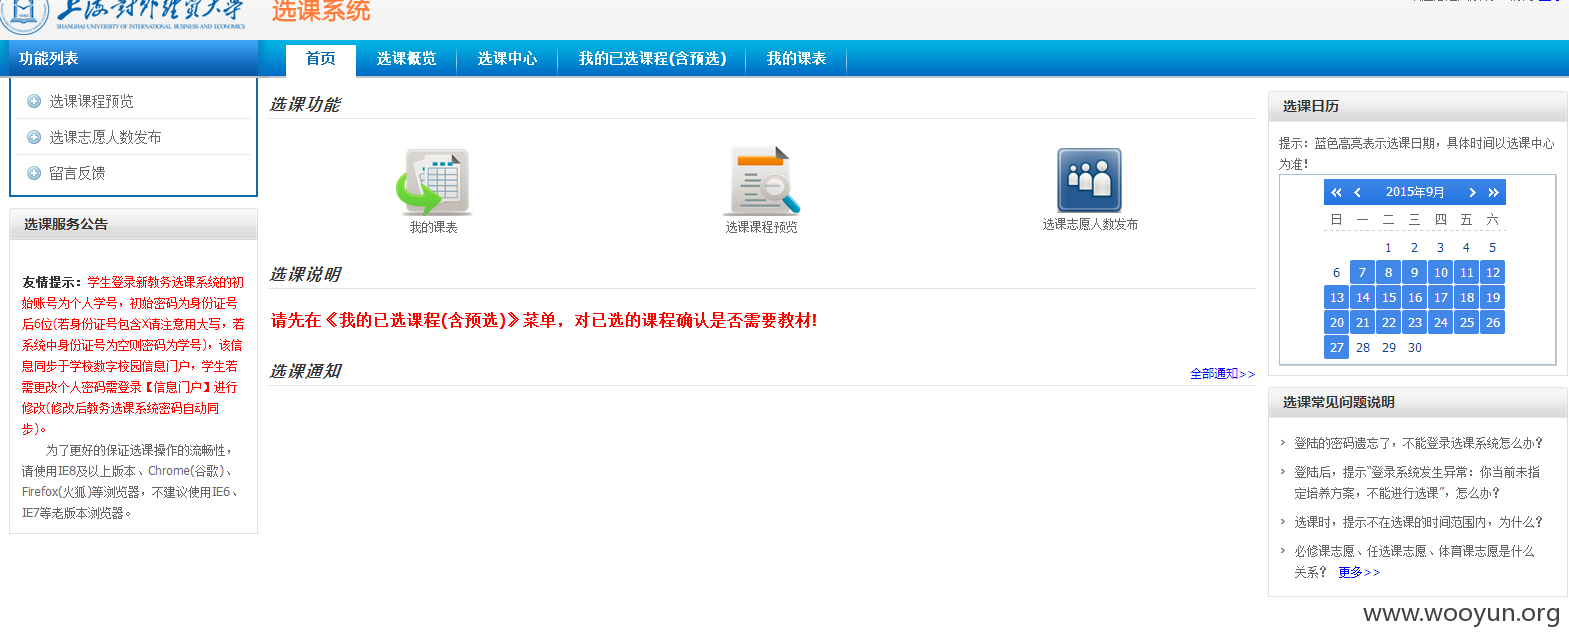 上海对外经贸大学
SHANGHAI UNIVERSITY OF INTERNATIONAL BUSINESS AND ECONOMICS
选课系统
功能列表
首页 选课概览 选课中心 我的已选课程(含预选) 我的课表
选课课程预览
选课志愿人数发布
留言反馈
选课服务公告
友情提示：学生登录新教务选课系统的初
始账号为个人学号，初始密码为身份证号
后6位(若身份证号包含X请注意用大写，若
系统中身份证号为空则密码为学号)，该信
息同步于学校数字校园信息门户，学生若
需更改个人密码需登录【信息门户】进行
修改(修改后教务选课系统密码自动同
步)。
为了更好的保证选课操作的流畅性，
请使用IE8及以上版本、Chrome(谷歌)、
Firefox(火狐)等浏览器，不建议使用IE6、
IE7等老版本浏览器。
选课功能
我的课表 选课课程预览 选课志愿人数发布
选课说明
请先在《我的已选课程(含预选)》菜单，对已选的课程确认是否需要教材!
选课通知
全部通知>>
选课日历
提示：蓝色高亮表示选课日期，具体时间以选课中心
为准!
2015年9月
日 一 二 三 四 五 六
1 2 3 4 5
6 7 8 9 10 11 12
13 14 15 16 17 18 19
20 21 22 23 24 25 26
27 28 29 30
选课常见问题说明
登陆的密码遗忘了，不能登录选课系统怎么办?
登陆后，提示"登录系统发生异常：你当前未指
定培养方案，不能进行选课"，怎么办?
选课时，提示不在选课的时间范围内，为什么?
必修课志愿、任选课志愿、体育课志愿是什么
关系? 更多>>
www.wooyun.org